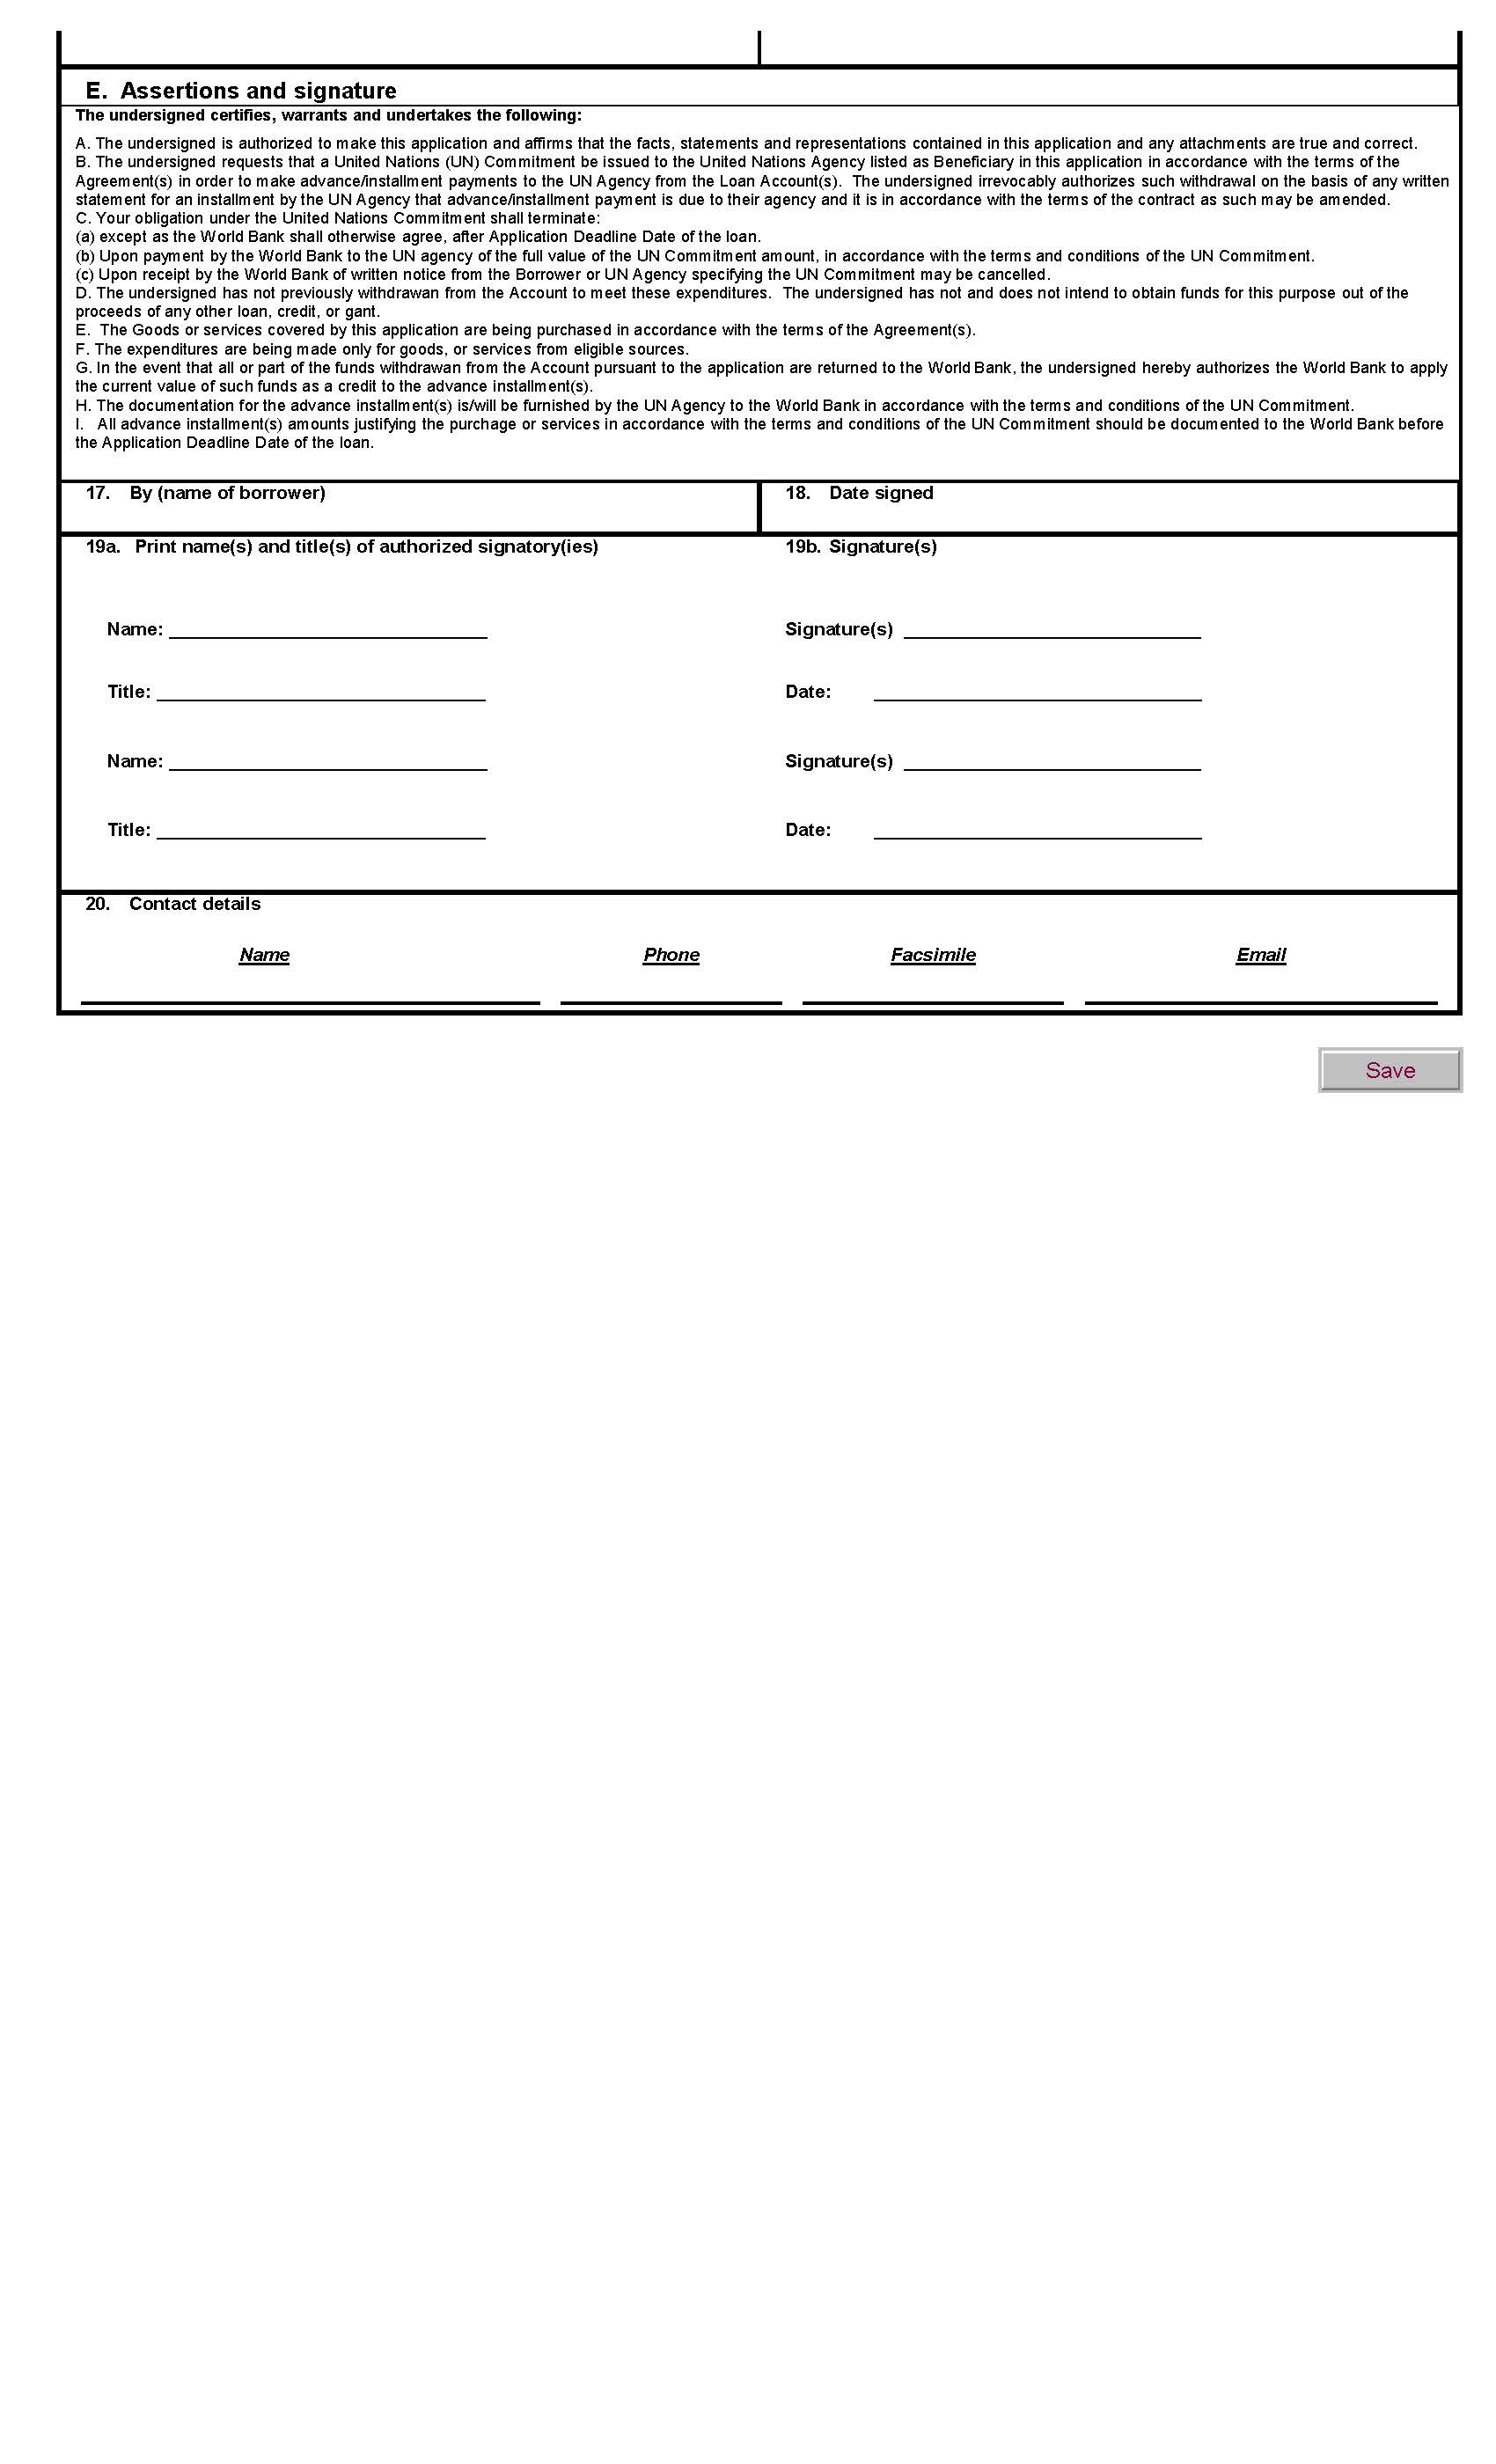 E. Assertions and signature
The undersigned certifies, warrants and undertakes the following:
A. The undersigned is authorized to make this application and affirms that the facts, statements and representations contained in this application and any attachments are true and correct.
B. The undersigned requests that a United Nations (UN) Commitment be issued to the United Nations Agency listed as Beneficiary in this application in accordance with the terms of the
Agreement(s) in order to make advance/installment payments to the UN Agency from the Loan Account(s). The undersigned irrevocably authorizes such withdrawal on the basis of any written
statement for an installment by the UN Agency that advance/installment payment is due to their agency and it is in accordance with the terms of the contract as such may be amended.
C. Your obligation under the United Nations Commitment shall terminate:
(a) except as the World Bank shall otherwise agree, after Application Deadline Date of the loan.
(b) Upon payment by the World Bank to the UN agency of the full value of the UN Commitment amount, in accordance with the terms and conditions of the UN Commitment.
(c) Upon receipt by the World Bank of written notice from the Borrower or UN Agency specifying the UN Commitment may be cancelled.
D. The undersigned has not previously withdrawan from the Account to meet these expenditures. The undersigned has not and does not intend to obtain funds for this purpose out of the
proceeds of any other loan, credit, or gant.
E. The Goods or services covered by this application are being purchased in accordance with the terms of the Agreement(s).
F. The expenditures are being made only for goods, or services from eligible sources.
G. In the event that all or part of the funds withdrawan from the Account pursuant to the application are returned to the World Bank, the undersigned hereby authorizes the World Bank to apply
the current value of such funds as a credit to the advance installment(s).
H. The documentation for the advance installment(s) is/will be furnished by the UN Agency to the World Bank in accordance with the terms and conditions of the UN Commitment.
I. All advance installment(s) amounts justifying the purchage or services in accordance with the terms and conditions of the UN Commitment should be documented to the World Bank before
the Application Deadline Date of the loan.
17. By (name of borrower) 18. Date signed
19a. Print name(s) and title(s) of authorized signatory(ies) 19b. Signature(s)
Name: Signature(s)
Title: Date:
Name: Signature(s)
Title: Date:
20. Contact details
Name Phone Facsimile Email
Save